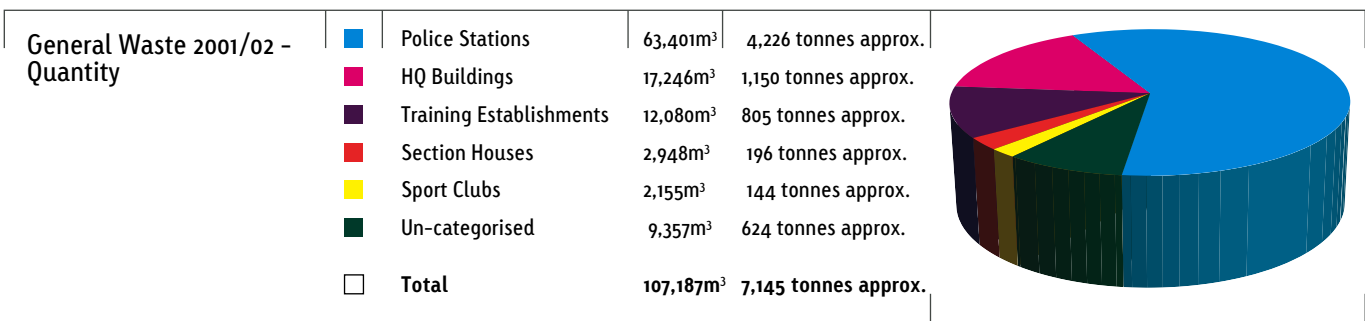 General Waste 2001/02 –
Quantity
Police Stations 63,401m³ 4,226 tonnes approx.
HQ Buildings 17,246m³ 1,150 tonnes approx.
Training Establishments 12,080m³ 805 tonnes approx.
Section Houses 2,948m³ 196 tonnes approx.
Sport Clubs 2,155m³ 144 tonnes approx.
Un-categorised 9,357m³ 624 tonnes approx.
Total 107,187m³ 7,145 tonnes approx.